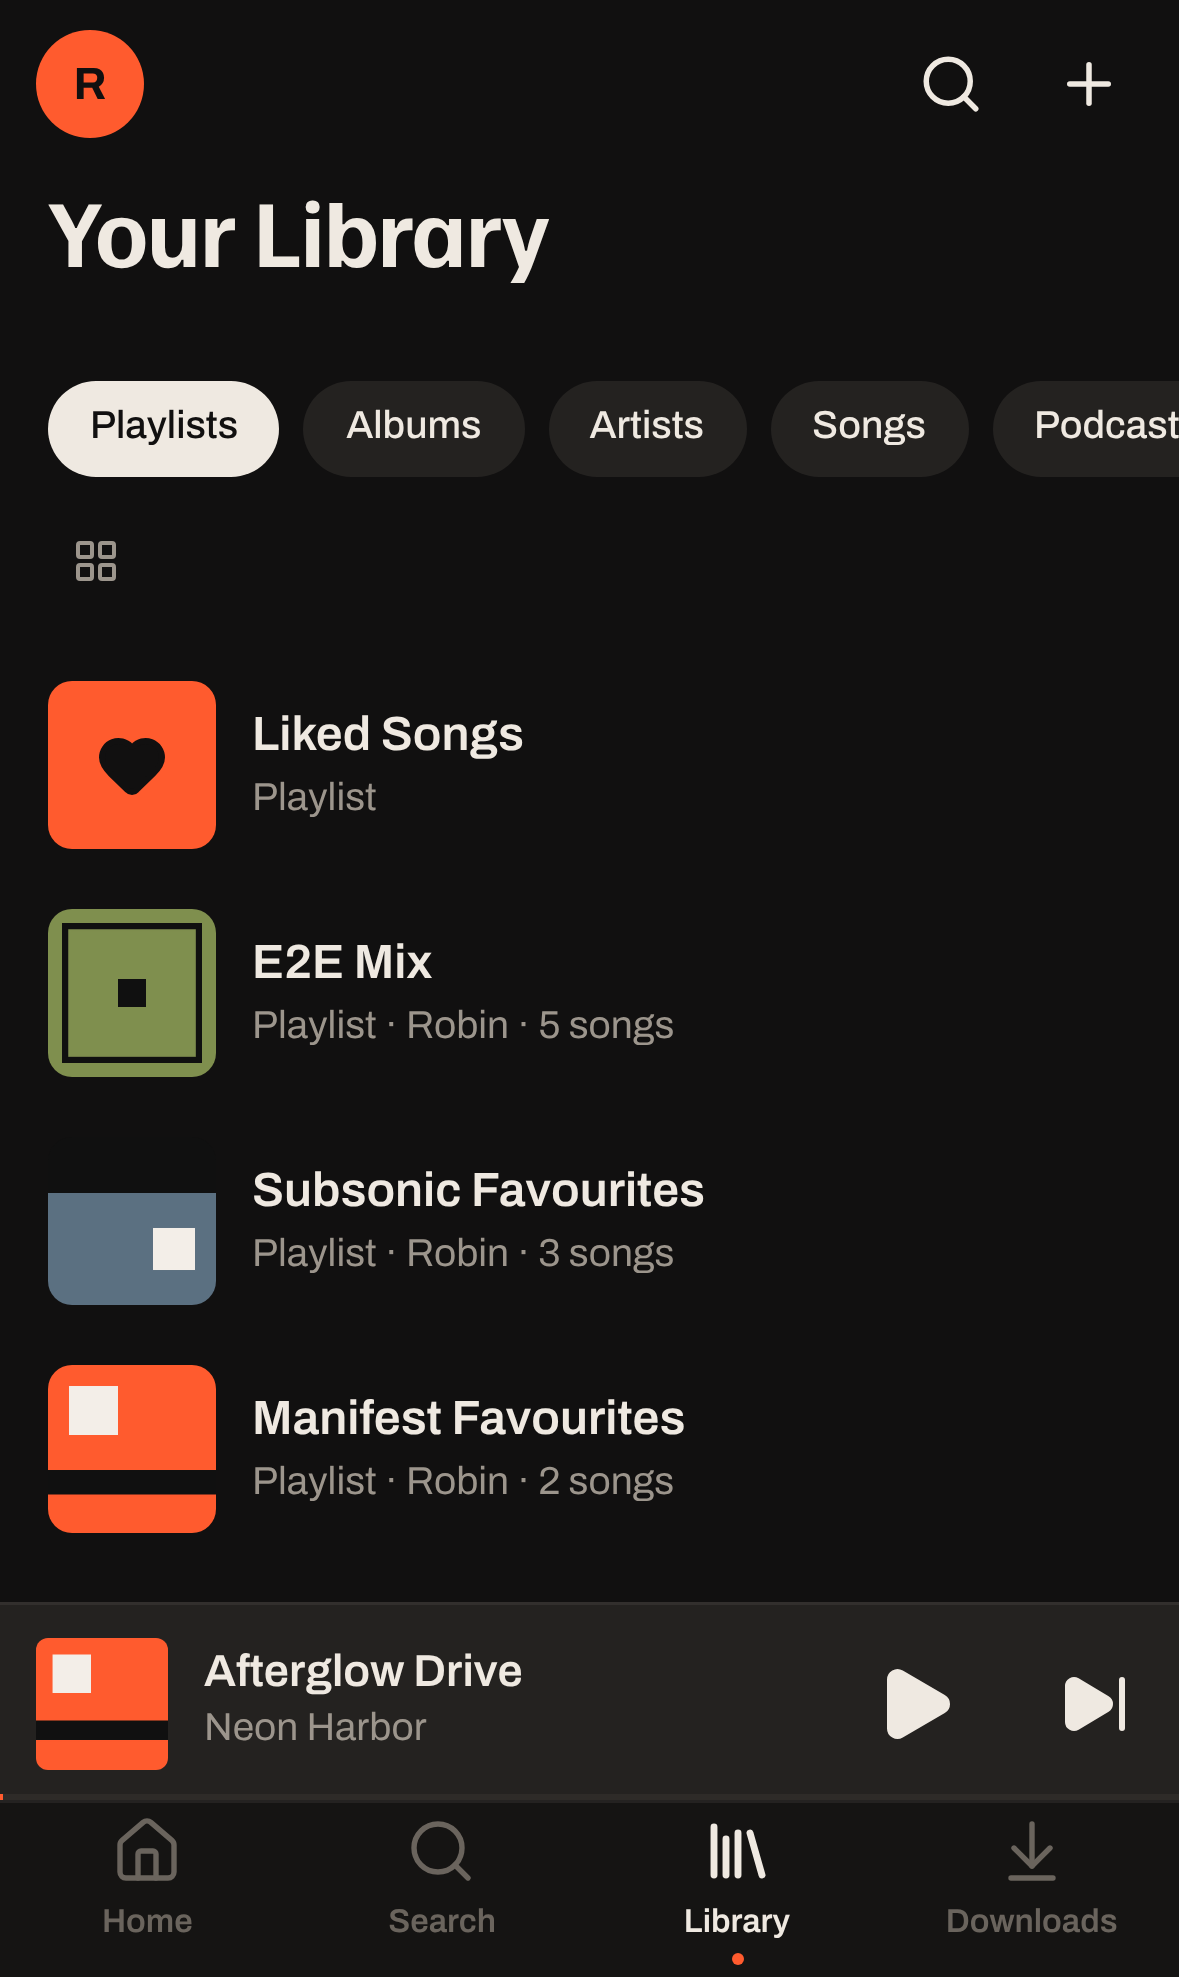 R
Your Library
Playlists
Albums
Artists
Songs
Podcast
Liked Songs
Playlist
E2E Mix
Playlist · Robin · 5 songs
Subsonic Favourites
Playlist · Robin · 3 songs
Manifest Favourites
Playlist · Robin · 2 songs
Afterglow Drive
Neon Harbor
Home
Search
Library
Downloads